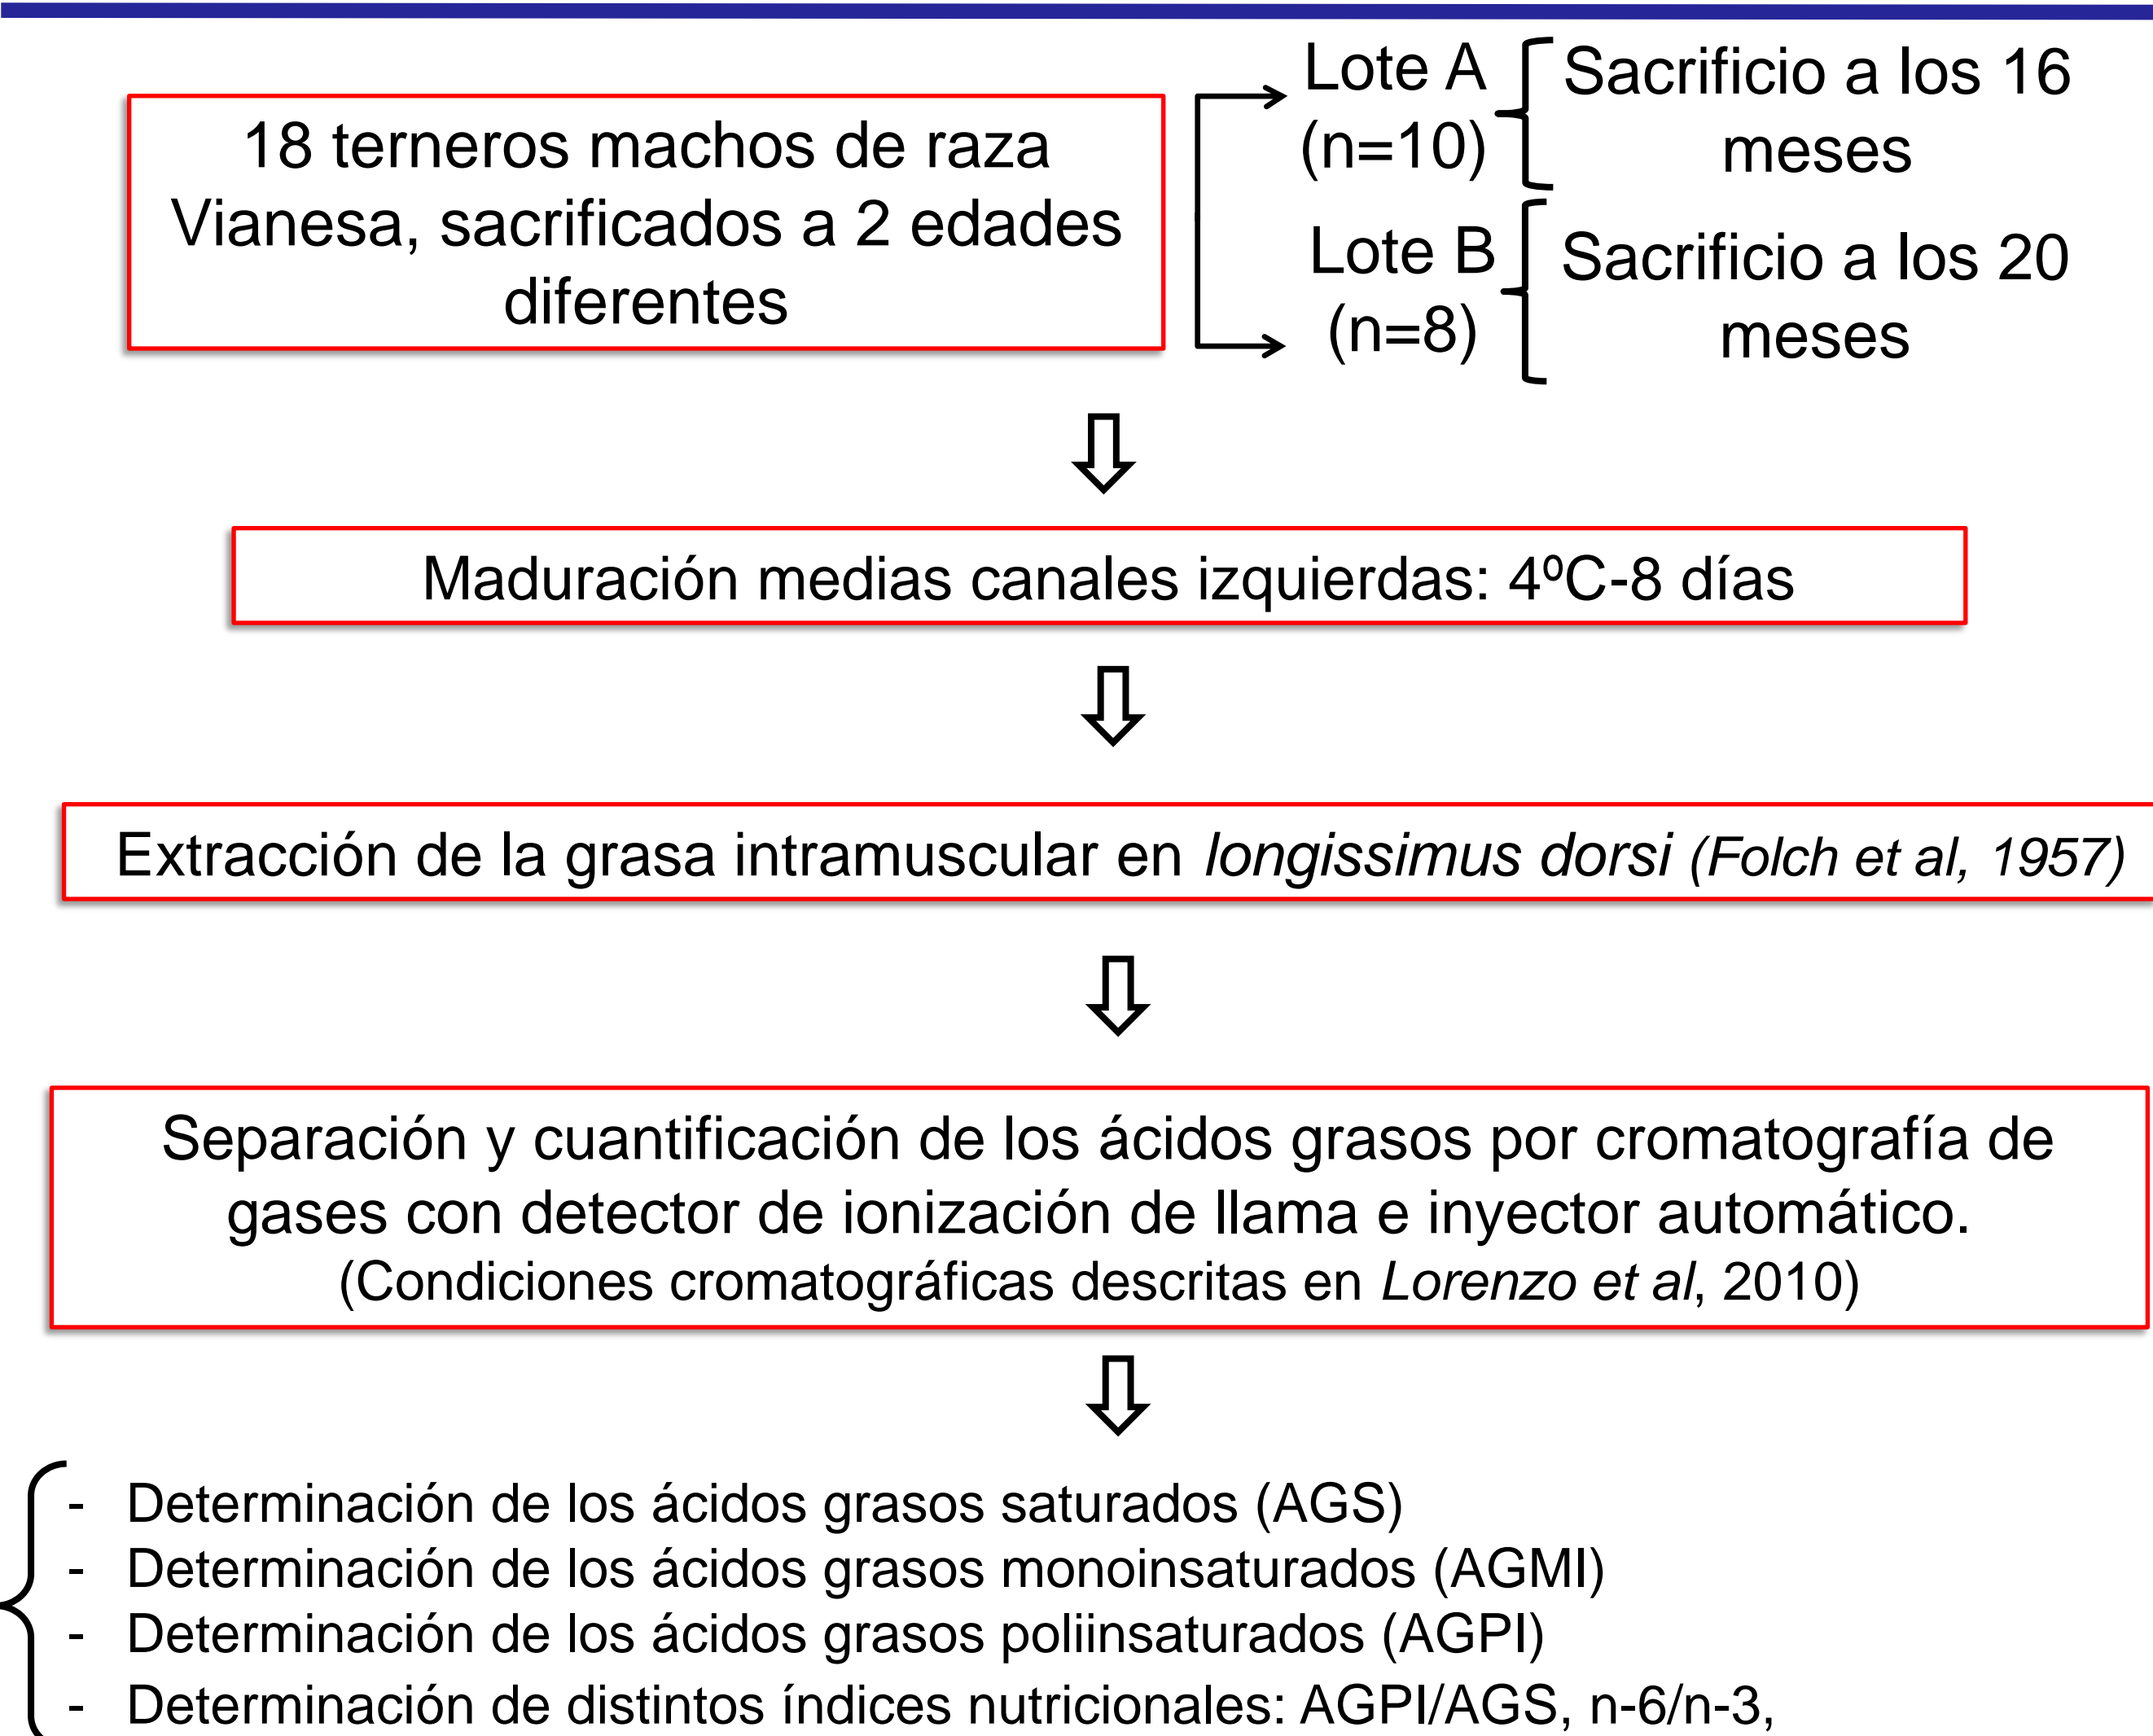 18 terneros machos de raza
Vianesa, sacrificados a 2 edades
diferentes
Lote A
(n=10)
Sacrificio a los 16
meses
Lote B
(n=8)
Sacrificio a los 20
meses
Maduración medias canales izquierdas: 4ºC-8 días
Extracción de la grasa intramuscular en longissimus dorsi (Folch et al, 1957)
Separación y cuantificación de los ácidos grasos por cromatografía de
gases con detector de ionización de llama e inyector automático.
(Condiciones cromatográficas descritas en Lorenzo et al, 2010)
- Determinación de los ácidos grasos saturados (AGS)
- Determinación de los ácidos grasos monoinsaturados (AGMI)
- Determinación de los ácidos grasos poliinsaturados (AGPI)
- Determinación de distintos índices nutricionales: AGPI/AGS, n-6/n-3,